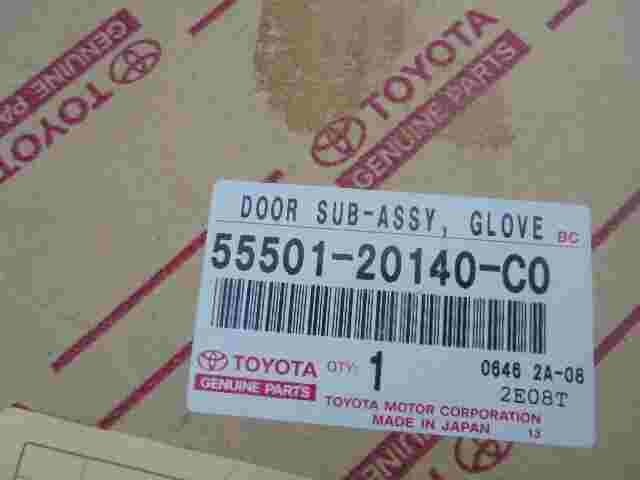 GENUINE PA
TOYOTA
TOYOTA
GENUINE PARTS
DOOR SUB-ASSY, GLOVE BC
55501-20140-C0
TOYOTA QTY: 1 0646 2A-08
GENUINE PARTS 2E08T
TOYOTA MOTOR CORPORATION
MADE IN JAPAN 13